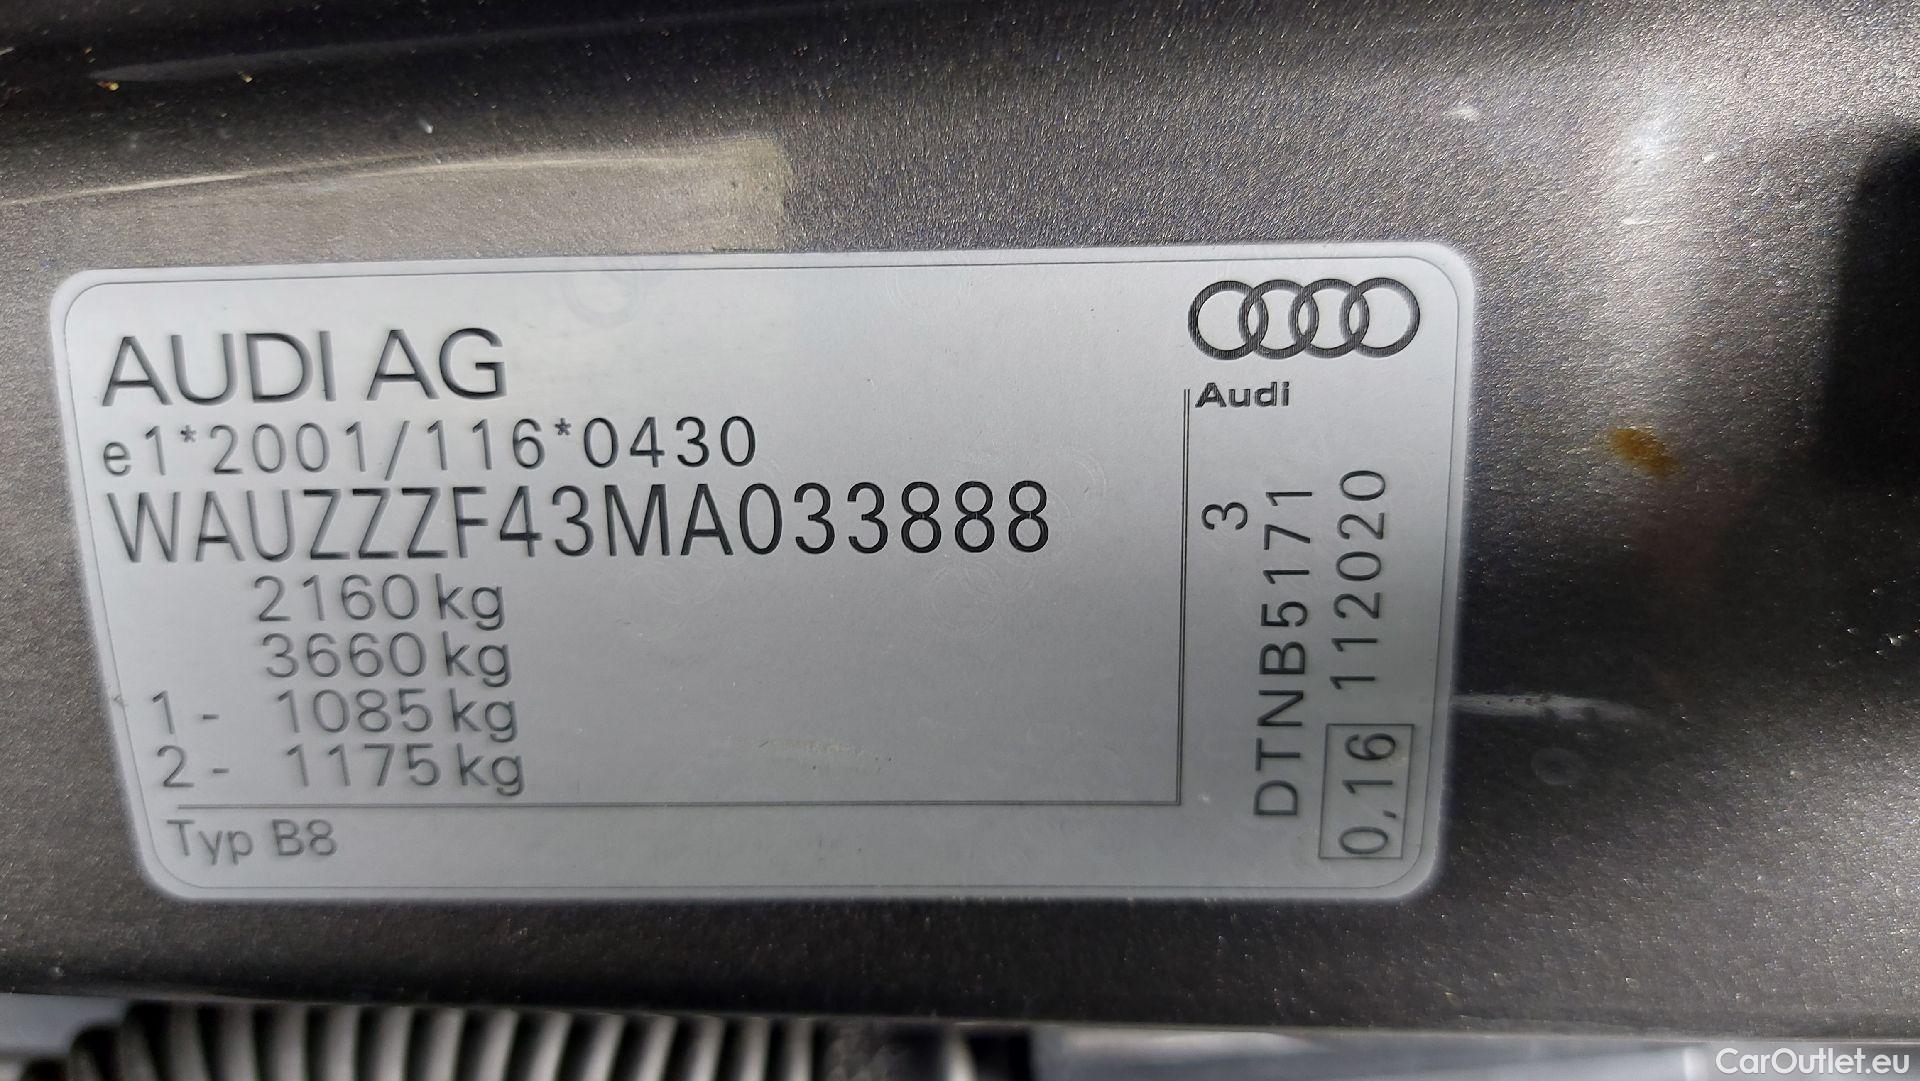 AUDI AG
e1*2001/116*0430
WAUZZZF43MA033888
2160 kg
3660 kg
1 - 1085 kg
2 - 1175 kg
Typ B8
Audi
3
DTNB5171
0,16 112020
CarOutlet.eu